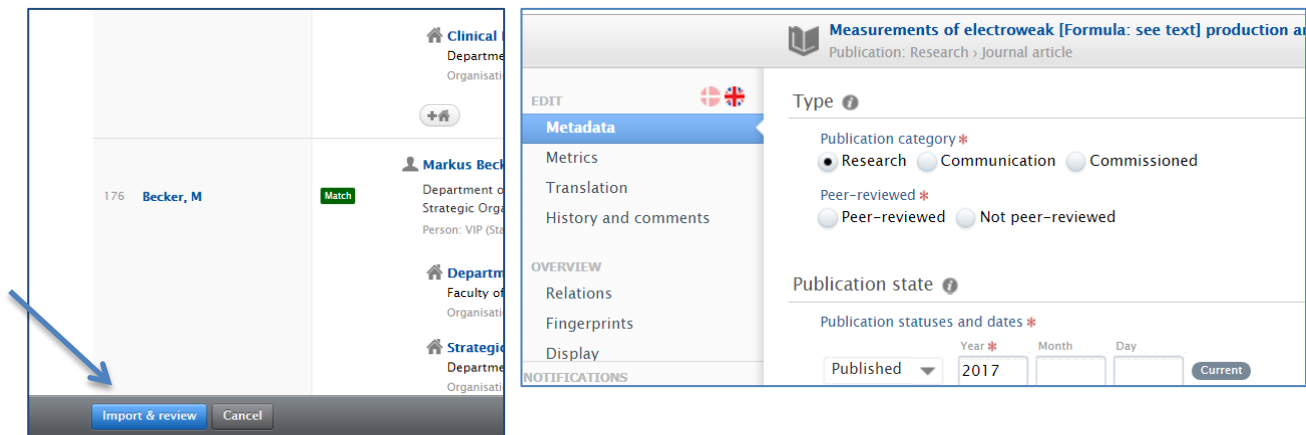 Clinical
Departme
Organisati
176 Becker, M Match Markus Beck
Department o
Strategic Orga
Person: VIP (Sta
Departm
Faculty of
Organisati
Strategic
Departme
Organisati
Import & review Cancel
Measurements of electroweak [Formula: see text] production a
Publication: Research › Journal article
EDIT
Metadata
Metrics
Translation
History and comments
OVERVIEW
Relations
Fingerprints
Display
NOTIFICATIONS
Type
Publication category *
Research Communication Commissioned
Peer-reviewed *
Peer-reviewed Not peer-reviewed
Publication state
Publication statuses and dates *
Year * Month Day
Published 2017 Current